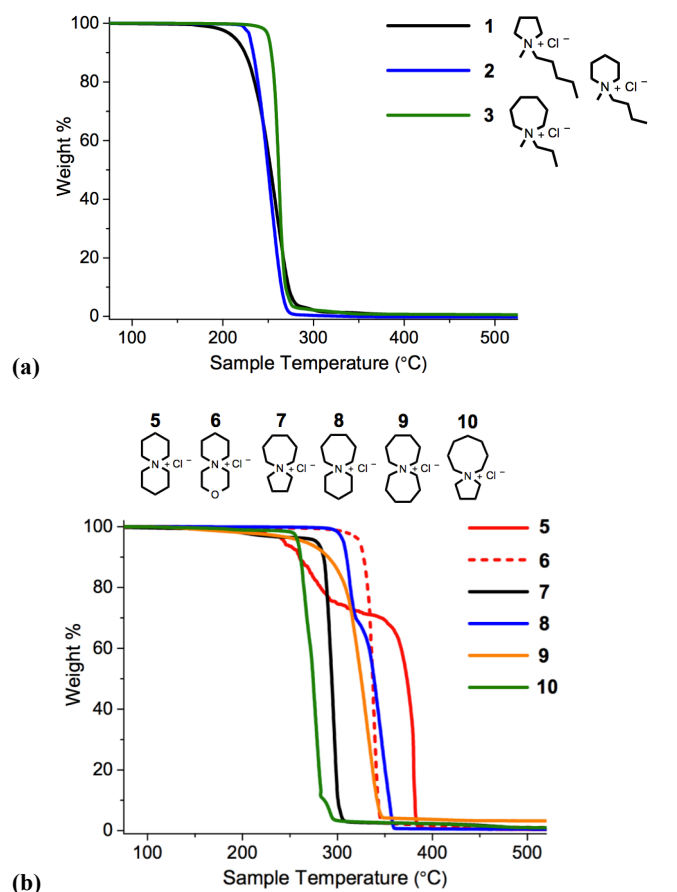 100
80
60
40
20
0
Weight %
100
200
300
400
500
Sample Temperature (°C)
1
2
3
N
+ Cl −
N
+ Cl −
N
+ Cl −
(a)
5 6 7 8 9 10
N + Cl −
N + Cl −
O
N + Cl −
N + Cl −
N + Cl −
N + Cl −
100
80
60
40
20
0
Weight %
100
200
300
400
500
Sample Temperature (°C)
5
6
7
8
9
10
(b)